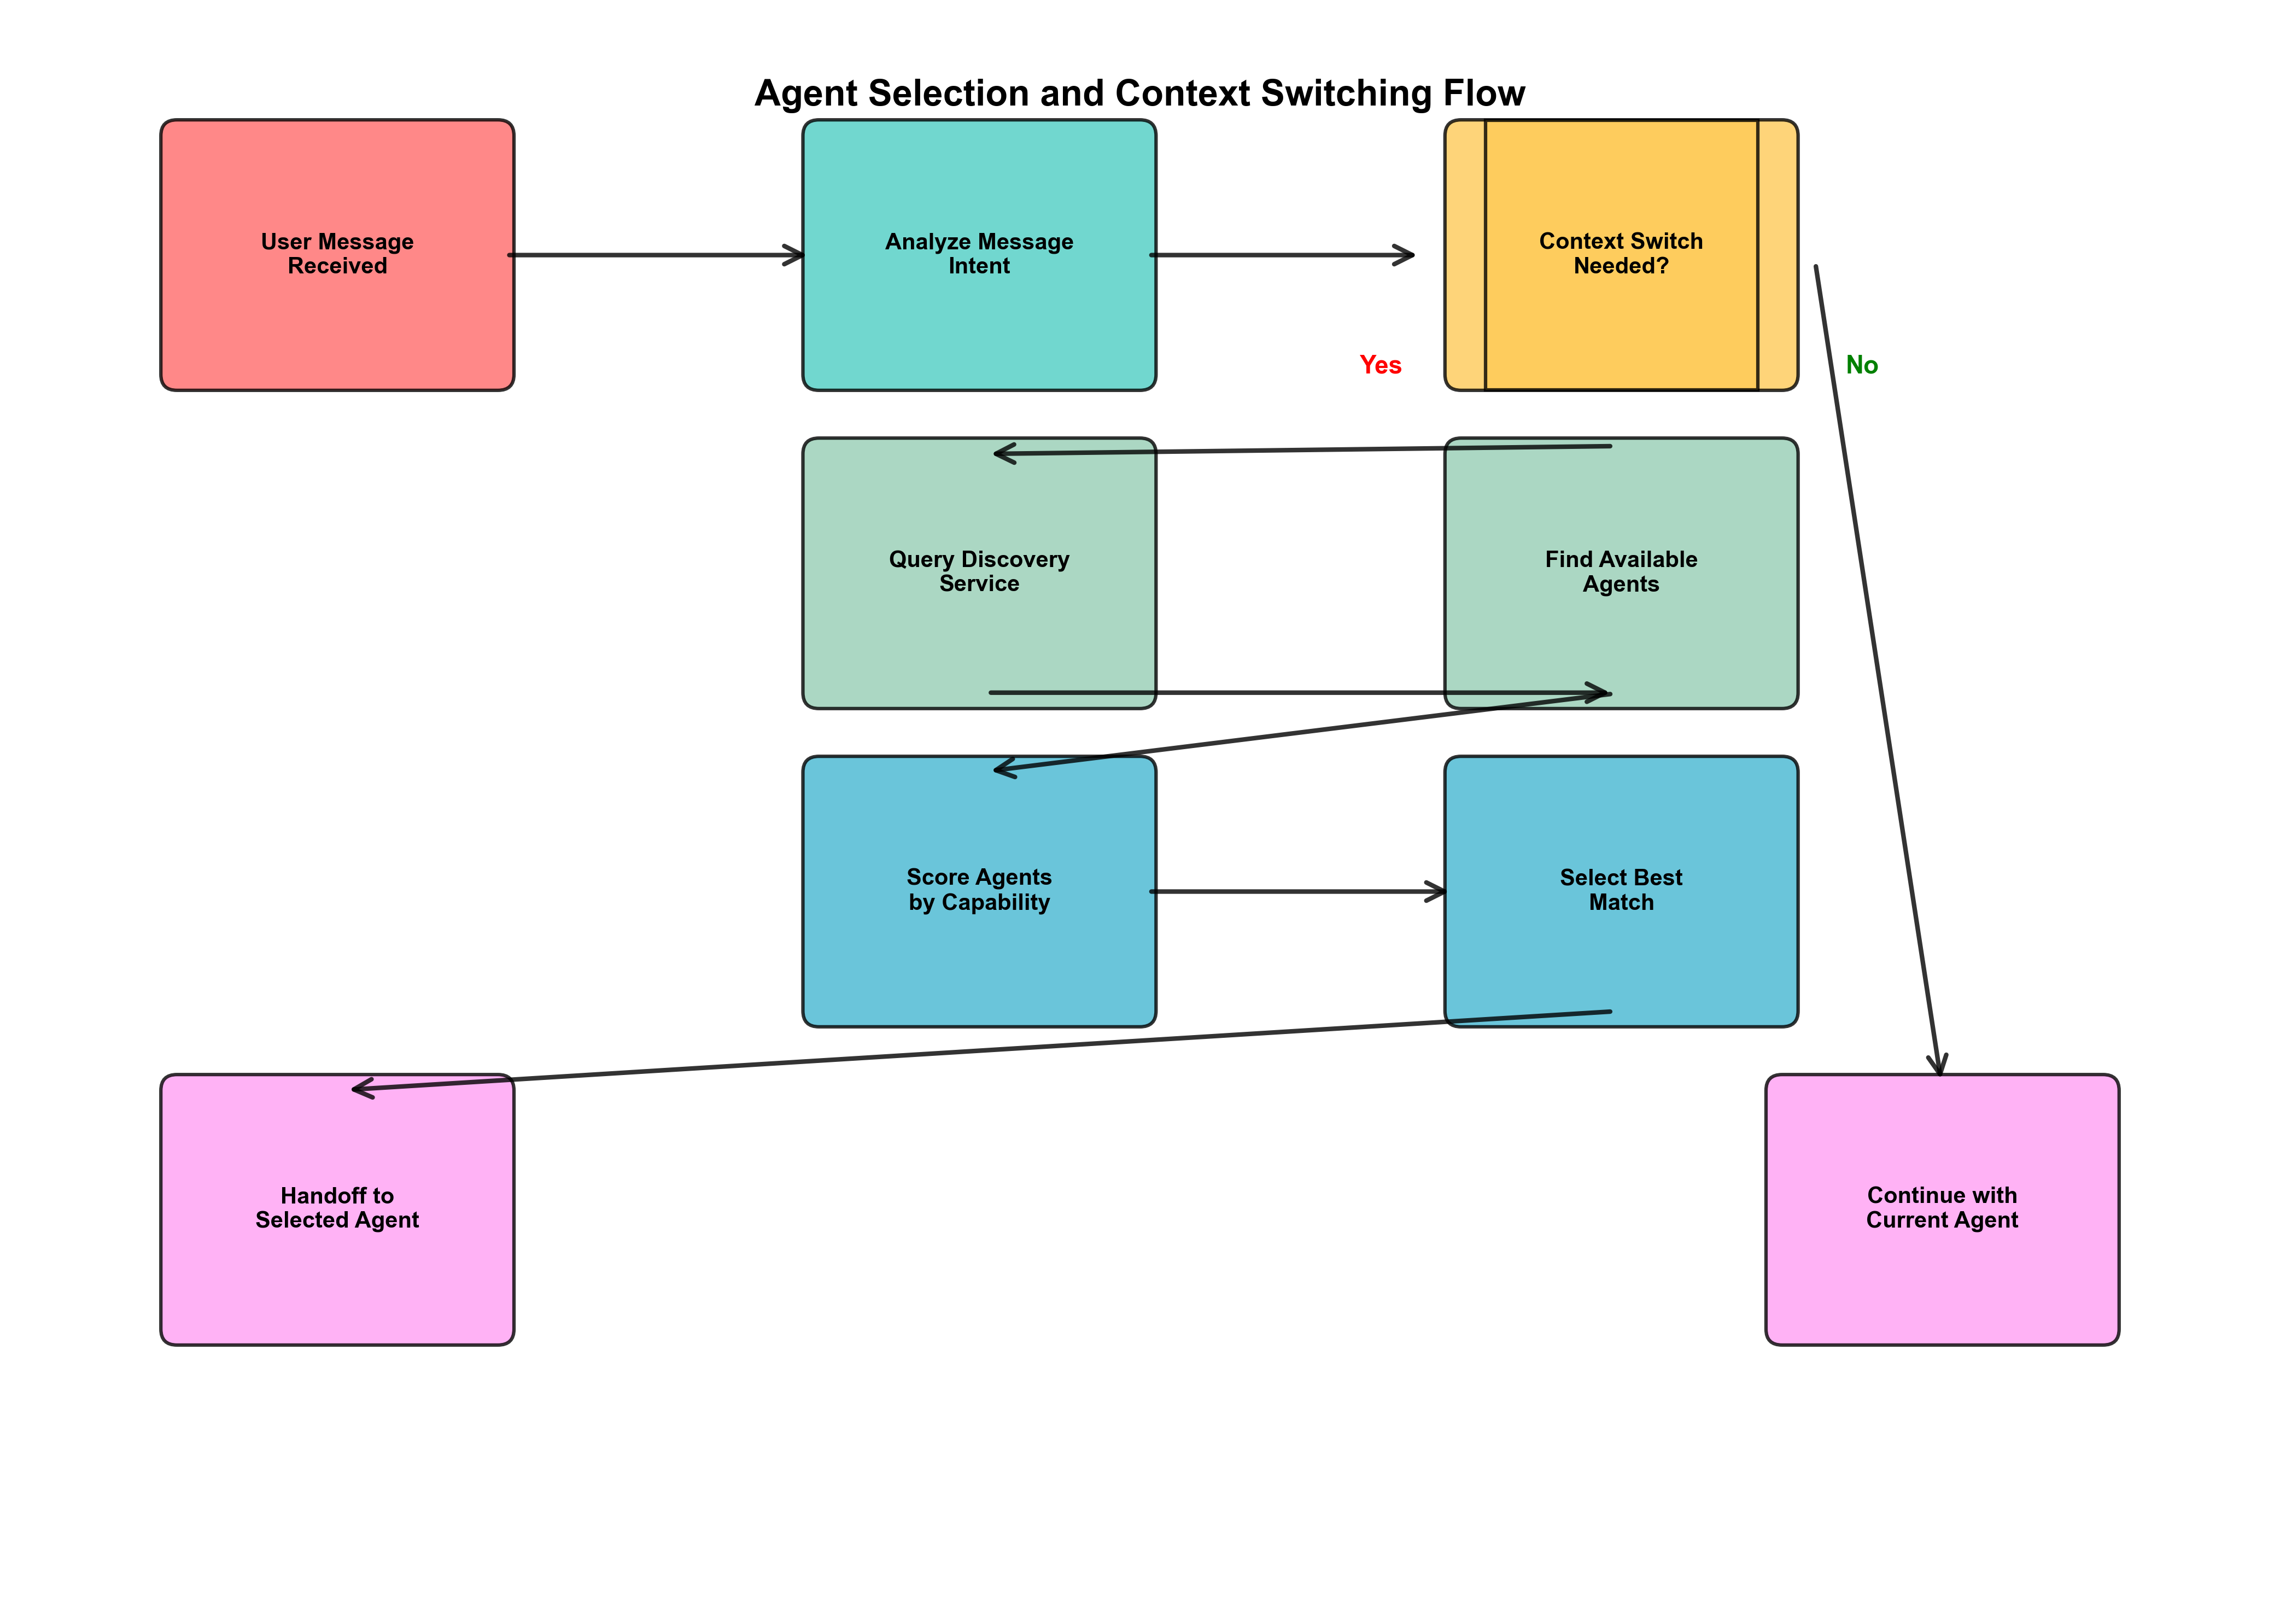 Agent Selection and Context Switching Flow
User Message
Received
Analyze Message
Intent
Context Switch
Needed?
Yes
No
Query Discovery
Service
Find Available
Agents
Score Agents
by Capability
Select Best
Match
Handoff to
Selected Agent
Continue with
Current Agent